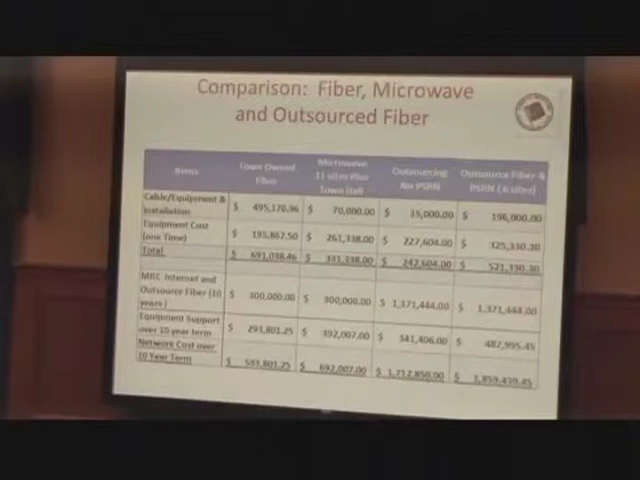 Comparison: Fiber, Microwave
and Outsourced Fiber
Items
Town Owned
Fiber
Microwave
11 sites Plus
Town Hall
Outsourcing
No PSRN
Outsource Fiber &
PSRN (6 sites)
Cable/Equipment &
Installation
$ 495,170.96 $ 70,000.00 $ 15,000.00 $ 196,000.00
Equipment Cost
(one Time)
$ 195,867.50 $ 261,338.00 $ 227,604.00 $ 325,330.30
Total
$ 691,038.46 $ 331,338.00 $ 242,604.00 $ 521,330.30
MRC Internet and
Outsource Fiber (10
years)
$ 300,000.00 $ 300,000.00 $ 1,371,444.00 $ 1,371,444.00
Equipment Support
over 10 year term
$ 293,801.25 $ 392,007.00 $ 341,406.00 $ 487,995.45
Network Cost over
10 Year Term
$ 593,801.25 $ 692,007.00 $ 1,712,850.00 $ 1,859,439.45